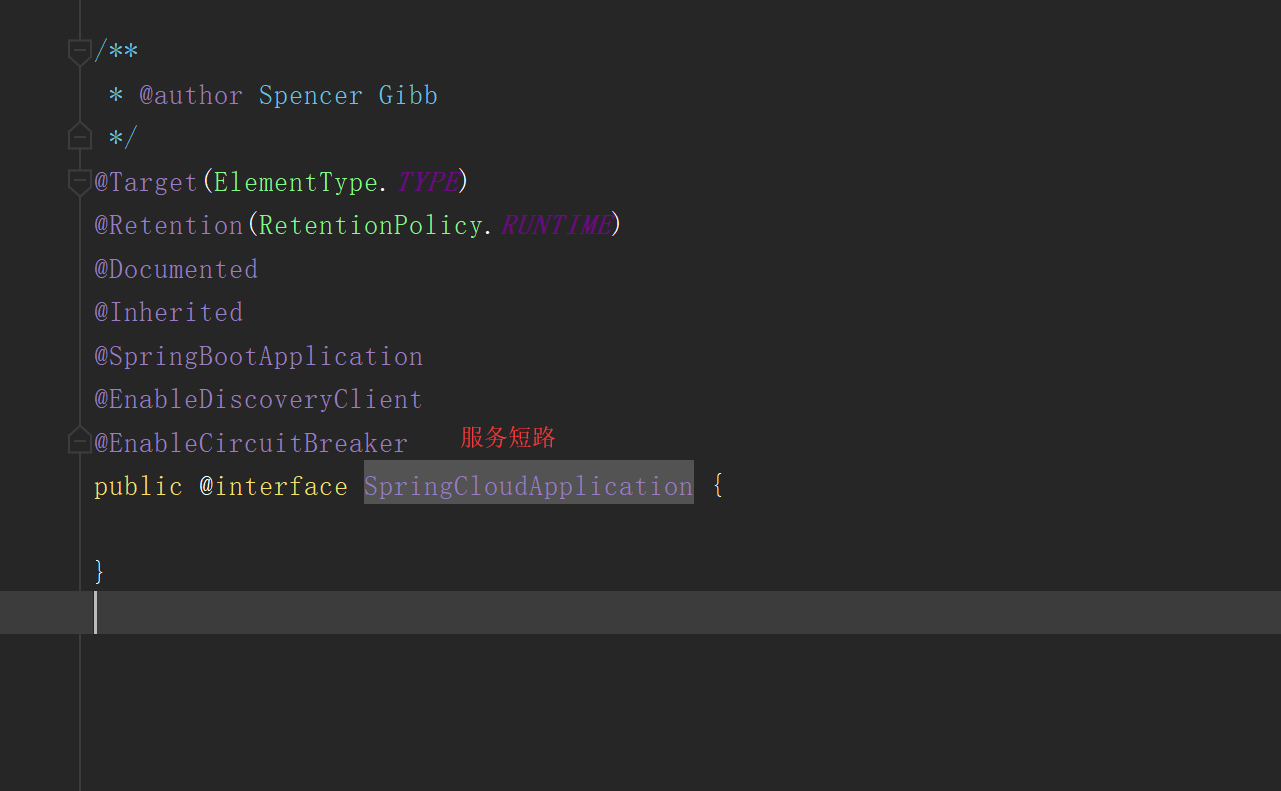 /**
 * @author Spencer Gibb
 */
@Target(ElementType.TYPE)
@Retention(RetentionPolicy.RUNTIME)
@Documented
@Inherited
@SpringBootApplication
@EnableDiscoveryClient
@EnableCircuitBreaker 服务短路
public @interface SpringCloudApplication {
}